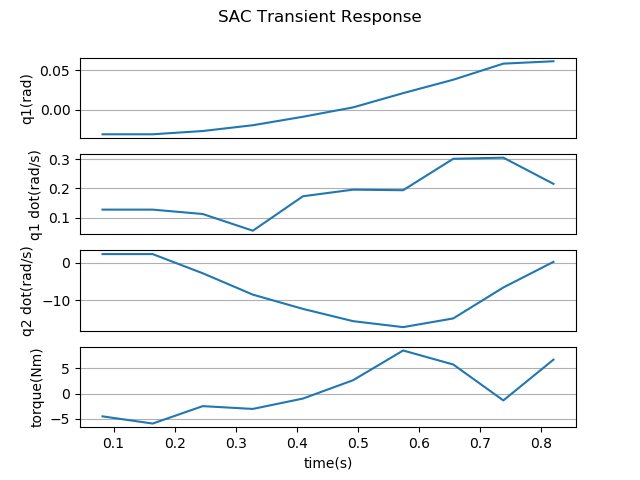 SAC Transient Response
q1(rad)
0.05
0.00
q1 dot(rad/s)
0.3
0.2
0.1
q2 dot(rad/s)
0
−10
torque(Nm)
5
0
−5
0.1 0.2 0.3 0.4 0.5 0.6 0.7 0.8
time(s)